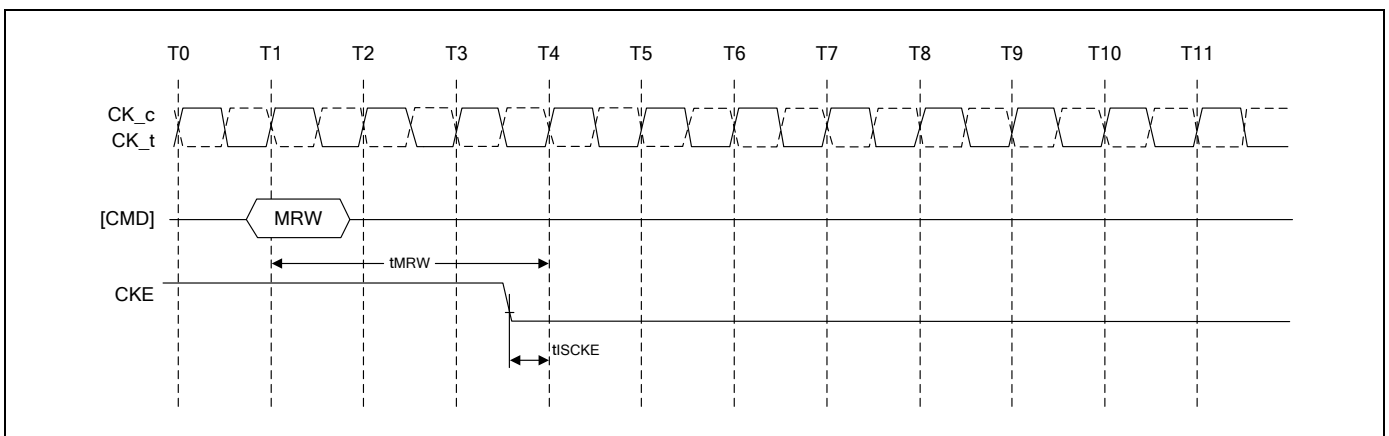 T0 T1 T2 T3 T4 T5 T6 T7 T8 T9 T10 T11
CK_c
CK_t
[CMD] MRW
tMRW
CKE
tISCKE